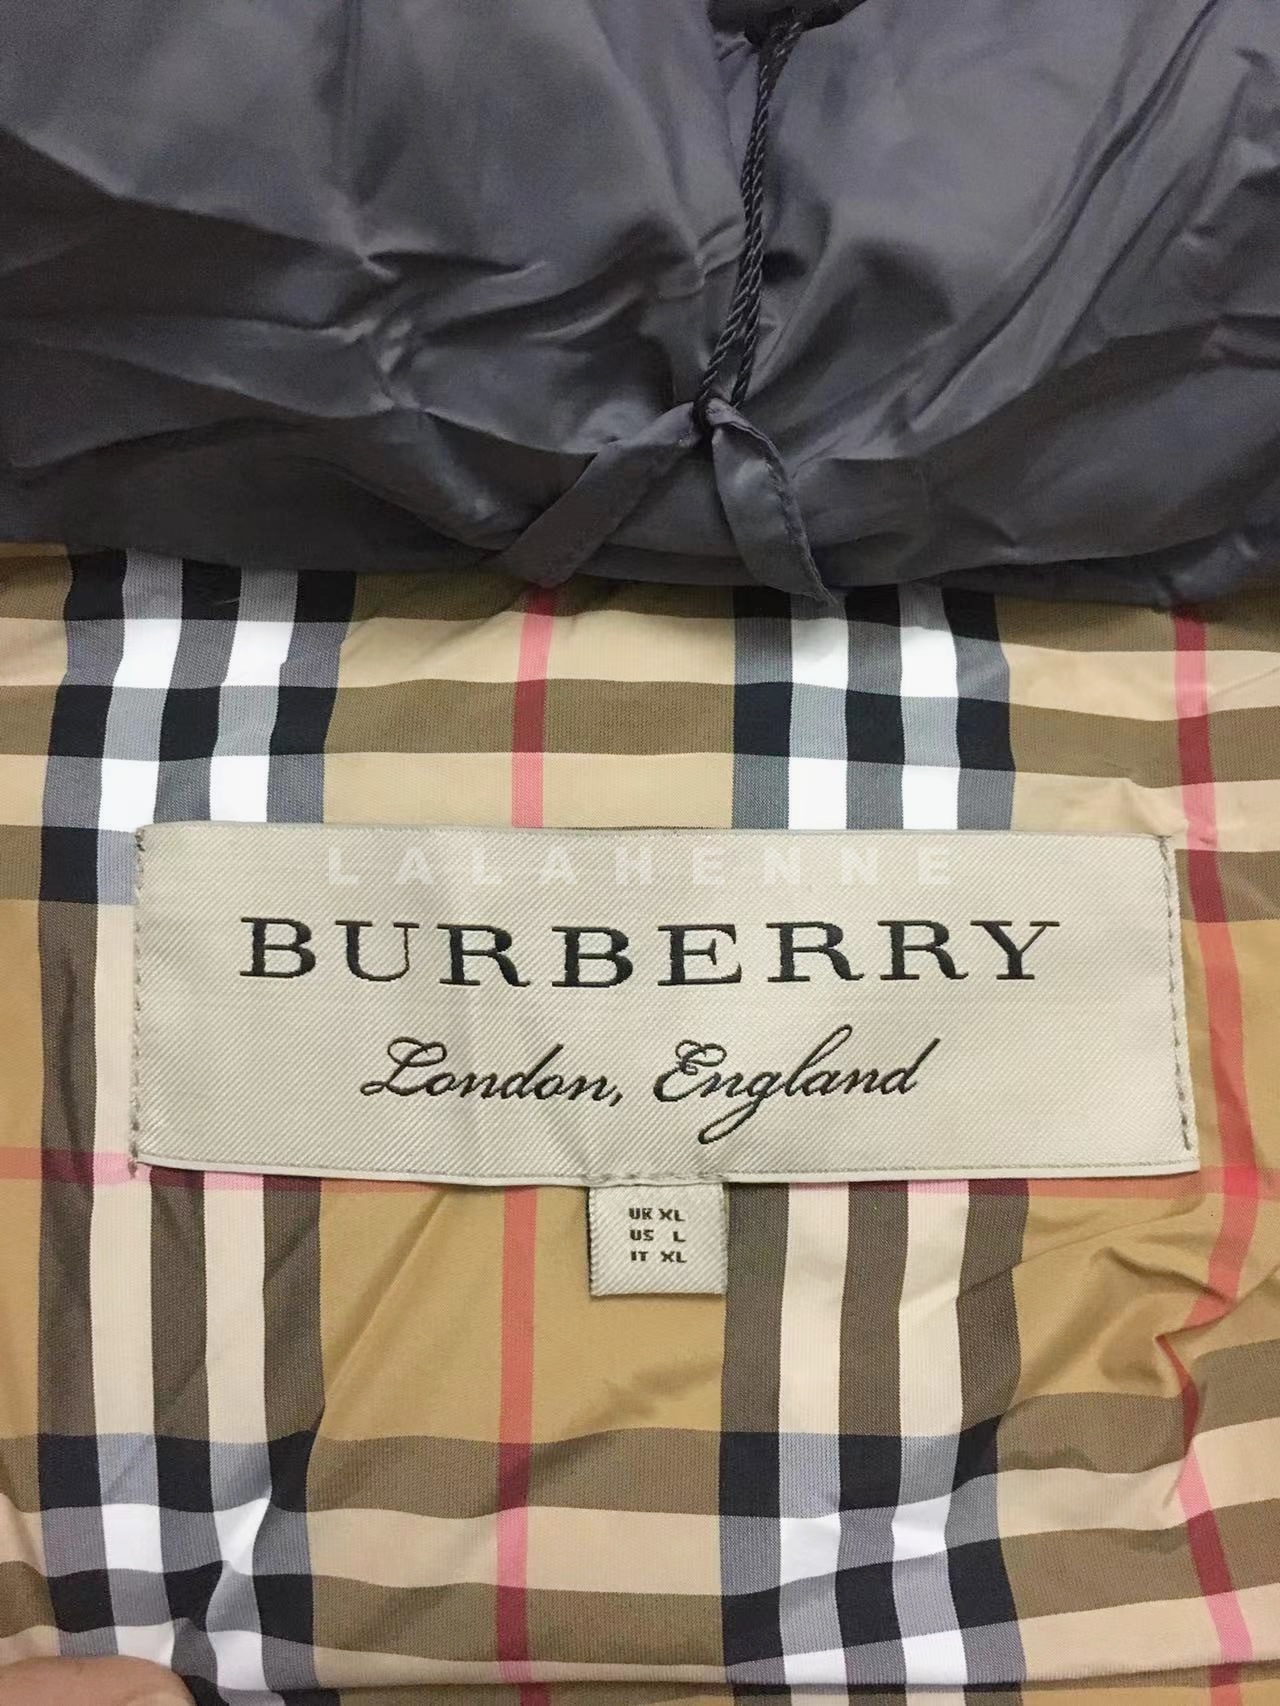 LALAHENNE
BURBERRY
London, England
UK XL
US L
IT XL